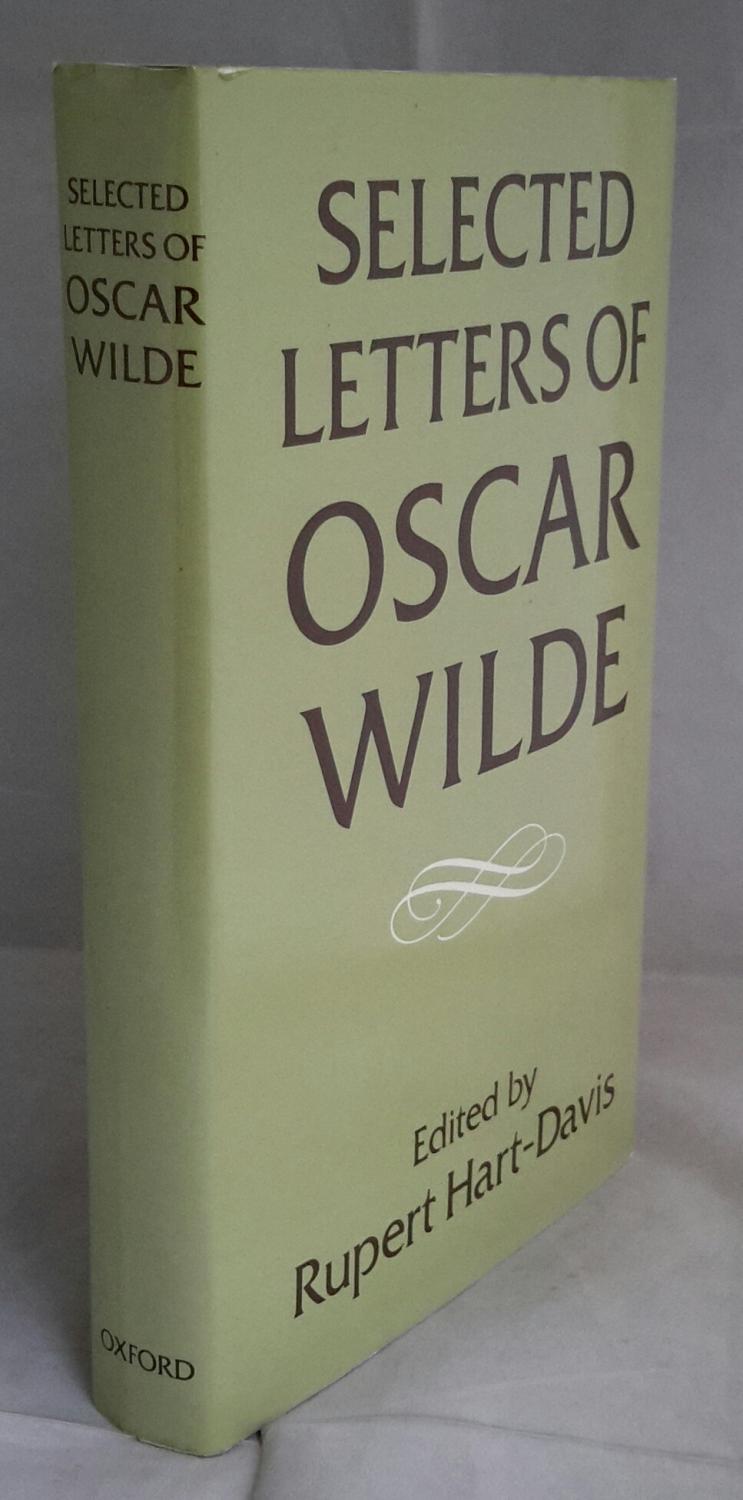 SELECTED
LETTERS OF
OSCAR
WILDE
OXFORD
SELECTED
LETTERS OF
OSCAR
WILDE
Edited by
Rupert Hart-Davis